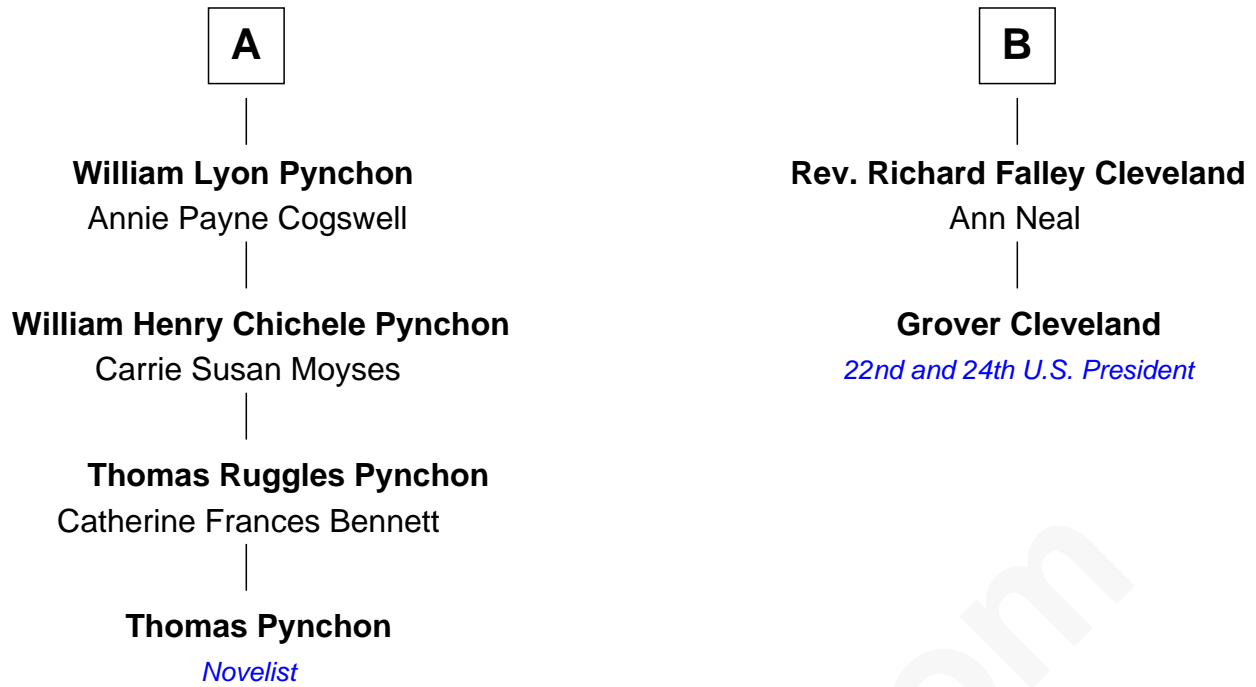 A
William Lyon Pynchon
Annie Payne Cogswell
William Henry Chichele Pynchon
Carrie Susan Moyses
Thomas Ruggles Pynchon
Catherine Frances Bennett
Thomas Pynchon
Novelist
B
Rev. Richard Falley Cleveland
Ann Neal
Grover Cleveland
22nd and 24th U.S. President
om